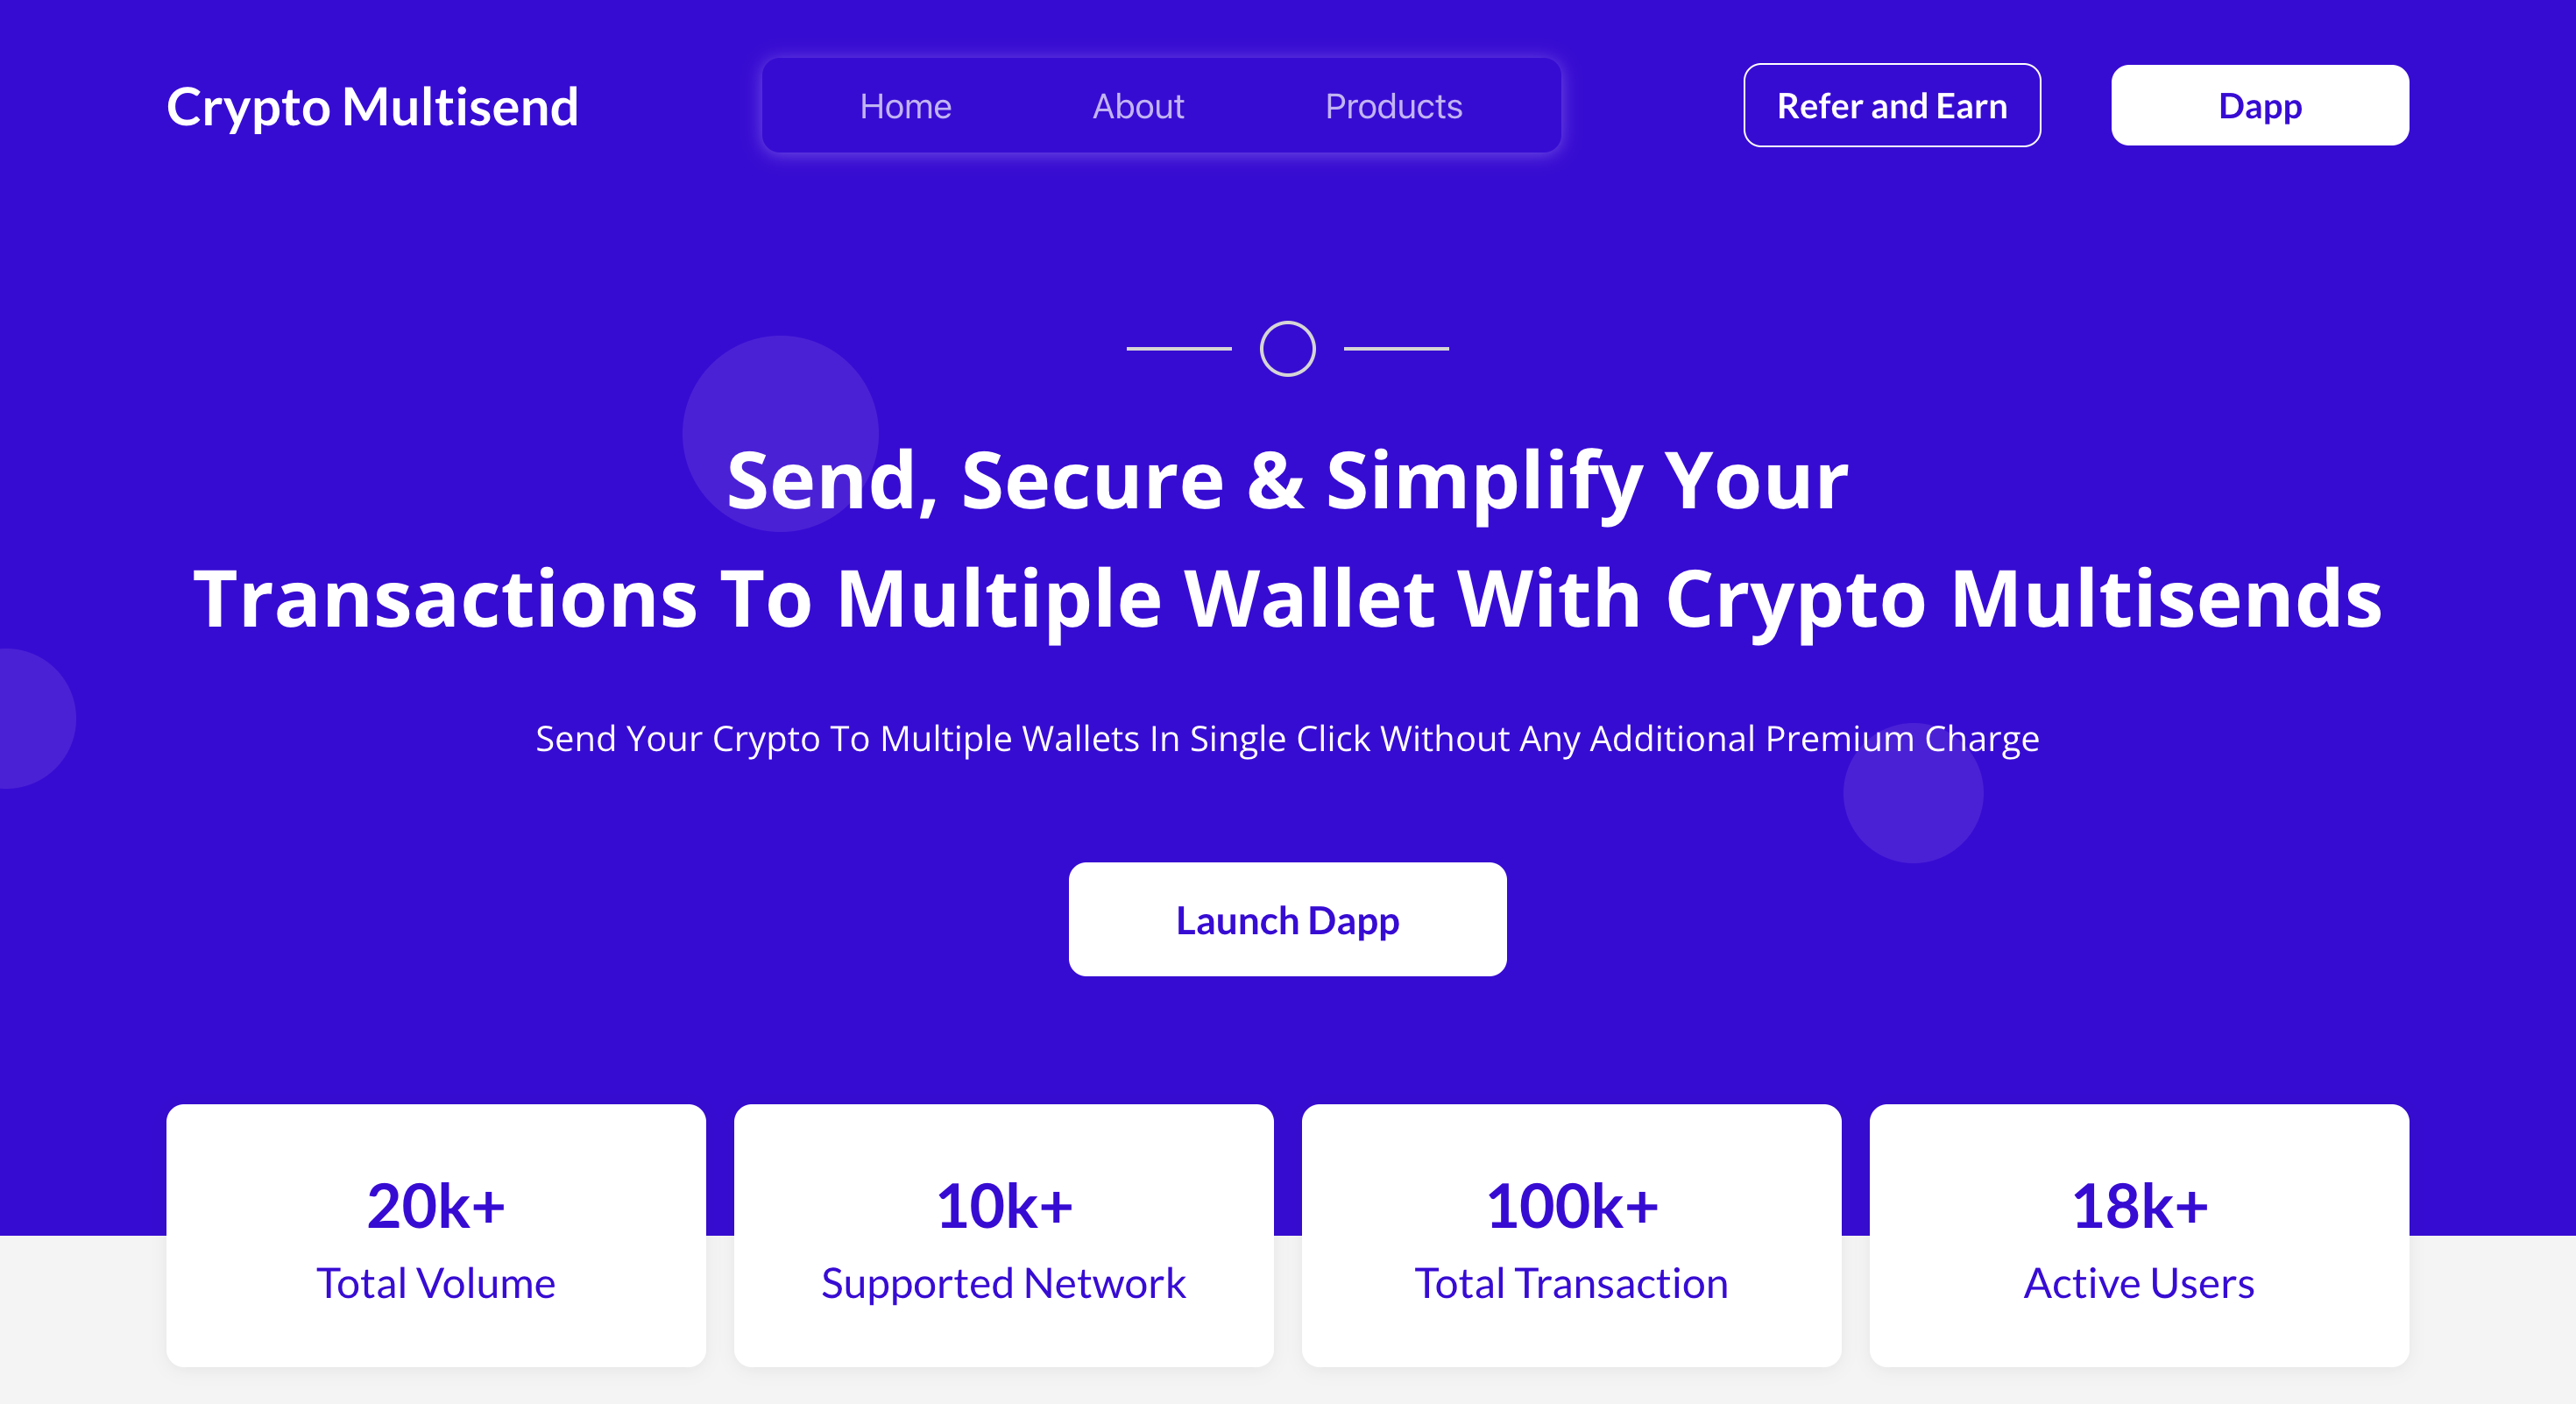 Crypto Multisend
Home About Products
Refer and Earn
Dapp
Send, Secure & Simplify Your
Transactions To Multiple Wallet With Crypto Multisends
Send Your Crypto To Multiple Wallets In Single Click Without Any Additional Premium Charge
Launch Dapp
20k+
Total Volume
10k+
Supported Network
100k+
Total Transaction
18k+
Active Users